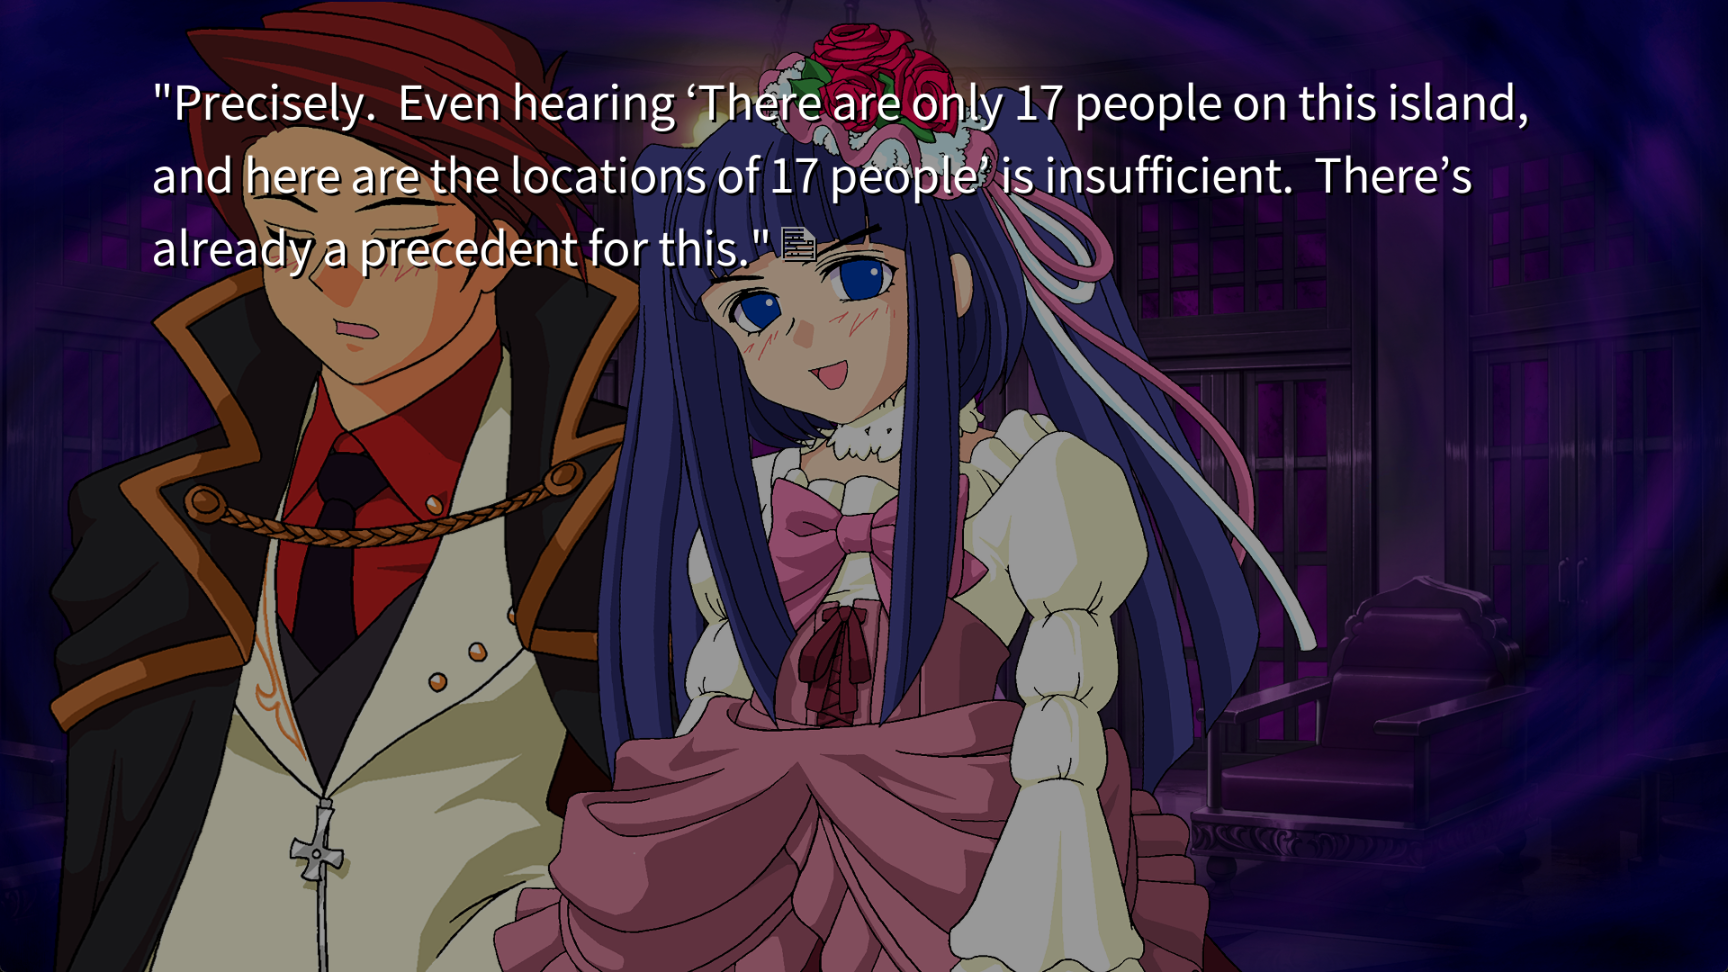 "Precisely.  Even hearing ‘There are only 17 people on this island,
and here are the locations of 17 people’ is insufficient.  There’s
already a precedent for this."